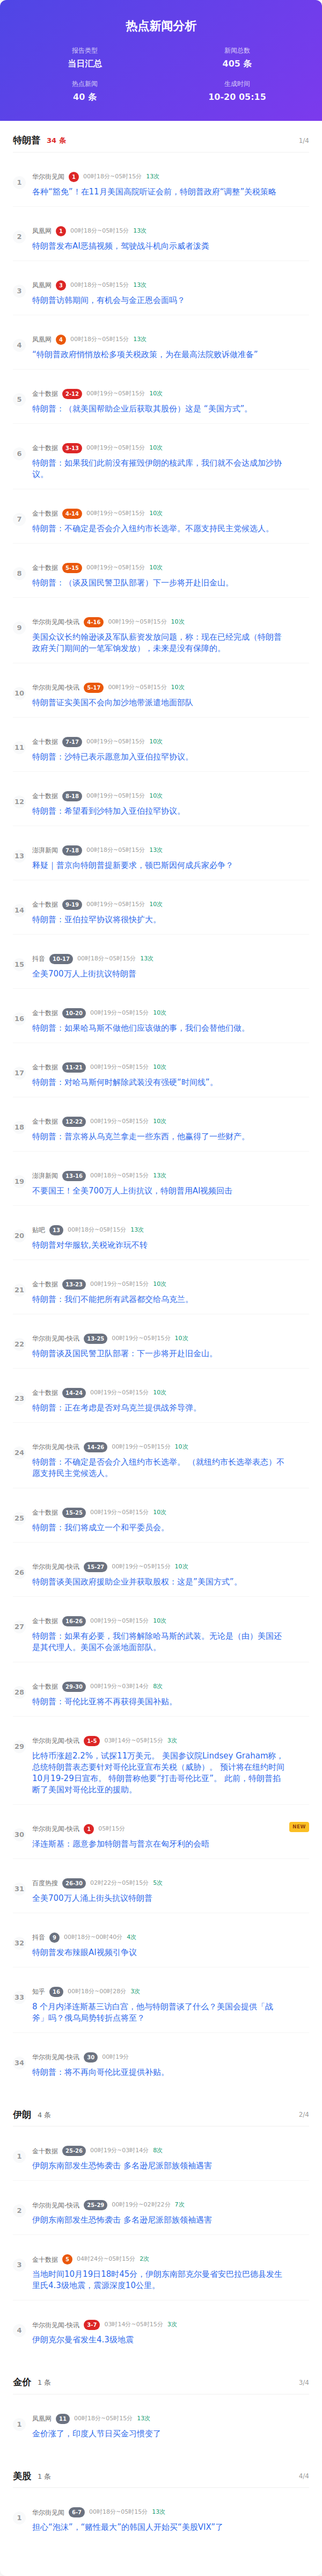 热点新闻分析
报告类型
新闻总数
当日汇总
405 条
热点新闻
生成时间
40 条
10-20 05:15
特朗普 34 条
1/4
1
华尔街见闻 1 00时18分~05时15分 13次
各种“豁免”！在11月美国高院听证会前，特朗普政府“调整”关税策略
2
凤凰网 1 00时18分~05时15分 13次
特朗普发布AI恶搞视频，驾驶战斗机向示威者泼粪
3
凤凰网 3 00时18分~05时15分 13次
特朗普访韩期间，有机会与金正恩会面吗？
4
凤凰网 4 00时18分~05时15分 13次
“特朗普政府悄悄放松多项关税政策，为在最高法院败诉做准备”
5
金十数据 2-12 00时19分~05时15分 10次
特朗普：（就美国帮助企业后获取其股份）这是 “美国方式”。
6
金十数据 3-13 00时19分~05时15分 10次
特朗普：如果我们此前没有摧毁伊朗的核武库，我们就不会达成加沙协
议。
7
金十数据 4-14 00时19分~05时15分 10次
特朗普：不确定是否会介入纽约市长选举。不愿支持民主党候选人。
8
金十数据 5-15 00时19分~05时15分 10次
特朗普：（谈及国民警卫队部署）下一步将开赴旧金山。
9
华尔街见闻-快讯 4-16 00时19分~05时15分 10次
美国众议长约翰逊谈及军队薪资发放问题，称：现在已经完成（特朗普
政府关门期间的一笔军饷发放），未来是没有保障的。
10
华尔街见闻-快讯 5-17 00时19分~05时15分 10次
特朗普证实美国不会向加沙地带派遣地面部队
11
金十数据 7-17 00时19分~05时15分 10次
特朗普：沙特已表示愿意加入亚伯拉罕协议。
12
金十数据 8-18 00时19分~05时15分 10次
特朗普：希望看到沙特加入亚伯拉罕协议。
13
澎湃新闻 7-18 00时18分~05时15分 13次
释疑｜普京向特朗普提新要求，顿巴斯因何成兵家必争？
14
金十数据 9-19 00时19分~05时15分 10次
特朗普：亚伯拉罕协议将很快扩大。
15
抖音 10-17 00时18分~05时15分 13次
全美700万人上街抗议特朗普
16
金十数据 10-20 00时19分~05时15分 10次
特朗普：如果哈马斯不做他们应该做的事，我们会替他们做。
17
金十数据 11-21 00时19分~05时15分 10次
特朗普：对哈马斯何时解除武装没有强硬“时间线”。
18
金十数据 12-22 00时19分~05时15分 10次
特朗普：普京将从乌克兰拿走一些东西，他赢得了一些财产。
19
澎湃新闻 13-16 00时18分~05时15分 13次
不要国王！全美700万人上街抗议，特朗普用AI视频回击
20
贴吧 13 00时18分~05时15分 13次
特朗普对华服软,关税讹诈玩不转
21
金十数据 13-23 00时19分~05时15分 10次
特朗普：我们不能把所有武器都交给乌克兰。
22
华尔街见闻-快讯 13-25 00时19分~05时15分 10次
特朗普谈及国民警卫队部署：下一步将开赴旧金山。
23
金十数据 14-24 00时19分~05时15分 10次
特朗普：正在考虑是否对乌克兰提供战斧导弹。
24
华尔街见闻-快讯 14-26 00时19分~05时15分 10次
特朗普：不确定是否会介入纽约市长选举。 （就纽约市长选举表态）不
愿支持民主党候选人。
25
金十数据 15-25 00时19分~05时15分 10次
特朗普：我们将成立一个和平委员会。
26
华尔街见闻-快讯 15-27 00时19分~05时15分 10次
特朗普谈美国政府援助企业并获取股权：这是“美国方式”。
27
金十数据 16-26 00时19分~05时15分 10次
特朗普：如果有必要，我们将解除哈马斯的武装。无论是（由）美国还
是其代理人。美国不会派地面部队。
28
金十数据 29-30 00时19分~03时14分 8次
特朗普：哥伦比亚将不再获得美国补贴。
29
华尔街见闻-快讯 1-5 03时14分~05时15分 3次
比特币涨超2.2%，试探11万美元。 美国参议院Lindsey Graham称，
总统特朗普表态要针对哥伦比亚宣布关税（威胁）。 预计将在纽约时间
10月19-29日宣布。 特朗普称他要“打击哥伦比亚”。 此前，特朗普掐
断了美国对哥伦比亚的援助。
30
华尔街见闻-快讯 1 05时15分
NEW
泽连斯基：愿意参加特朗普与普京在匈牙利的会晤
31
百度热搜 26-30 02时22分~05时15分 5次
全美700万人涌上街头抗议特朗普
32
抖音 9 00时18分~00时40分 4次
特朗普发布辣眼AI视频引争议
33
知乎 16 00时18分~00时28分 3次
8 个月内泽连斯基三访白宫，他与特朗普谈了什么？美国会提供「战
斧」吗？俄乌局势转折点将至？
34
华尔街见闻-快讯 30 00时19分
特朗普：将不再向哥伦比亚提供补贴。
伊朗 4 条
2/4
1
金十数据 25-26 00时19分~03时14分 8次
伊朗东南部发生恐怖袭击 多名逊尼派部族领袖遇害
2
华尔街见闻-快讯 25-29 00时19分~02时22分 7次
伊朗东南部发生恐怖袭击 多名逊尼派部族领袖遇害
3
金十数据 5 04时24分~05时15分 2次
当地时间10月19日18时45分，伊朗东南部克尔曼省安巴拉巴德县发生
里氏4.3级地震，震源深度10公里。
4
华尔街见闻-快讯 3-7 03时14分~05时15分 3次
伊朗克尔曼省发生4.3级地震
金价 1 条
3/4
1
凤凰网 11 00时18分~05时15分 13次
金价涨了，印度人节日买金习惯变了
美股 1 条
4/4
1
华尔街见闻 6-7 00时18分~05时15分 13次
担心“泡沫”，“赌性最大”的韩国人开始买“美股VIX”了